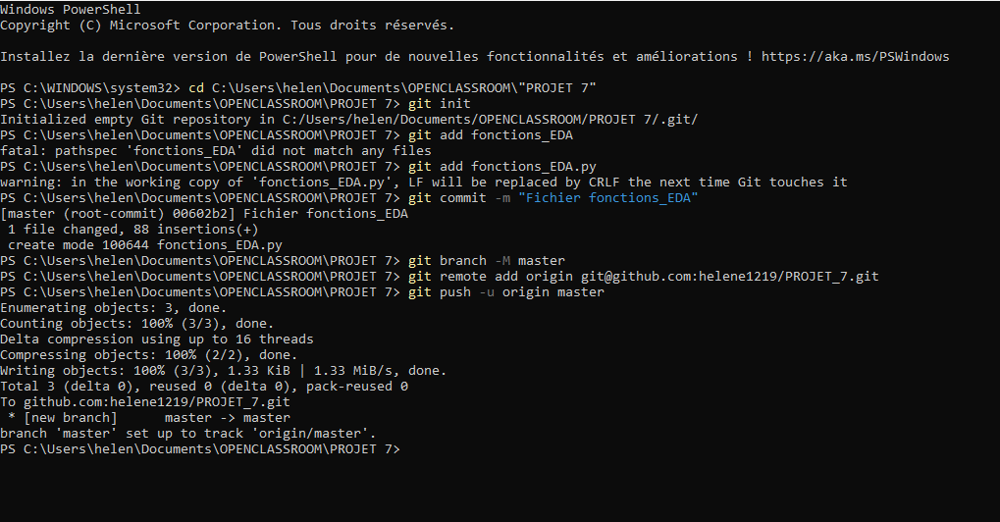 Windows PowerShell
Copyright (C) Microsoft Corporation. Tous droits réservés.
Installez la dernière version de PowerShell pour de nouvelles fonctionnalités et améliorations ! https://aka.ms/PSWindows
PS C:\WINDOWS\system32> cd C:\Users\helen\Documents\OPENCLASSROOM\"PROJET 7"
PS C:\Users\helen\Documents\OPENCLASSROOM\PROJET 7> git init
Initialized empty Git repository in C:/Users/helen/Documents/OPENCLASSROOM/PROJET 7/.git/
PS C:\Users\helen\Documents\OPENCLASSROOM\PROJET 7> git add fonctions_EDA
fatal: pathspec 'fonctions_EDA' did not match any files
PS C:\Users\helen\Documents\OPENCLASSROOM\PROJET 7> git add fonctions_EDA.py
warning: in the working copy of 'fonctions_EDA.py', LF will be replaced by CRLF the next time Git touches it
PS C:\Users\helen\Documents\OPENCLASSROOM\PROJET 7> git commit -m "Fichier fonctions_EDA"
[master (root-commit) 00602b2] Fichier fonctions_EDA
 1 file changed, 88 insertions(+)
 create mode 100644 fonctions_EDA.py
PS C:\Users\helen\Documents\OPENCLASSROOM\PROJET 7> git branch -M master
PS C:\Users\helen\Documents\OPENCLASSROOM\PROJET 7> git remote add origin git@github.com:helene1219/PROJET_7.git
PS C:\Users\helen\Documents\OPENCLASSROOM\PROJET 7> git push -u origin master
Enumerating objects: 3, done.
Counting objects: 100% (3/3), done.
Delta compression using up to 16 threads
Compressing objects: 100% (2/2), done.
Writing objects: 100% (3/3), 1.33 KiB | 1.33 MiB/s, done.
Total 3 (delta 0), reused 0 (delta 0), pack-reused 0
To github.com:helene1219/PROJET_7.git
 * [new branch]      master -> master
branch 'master' set up to track 'origin/master'.
PS C:\Users\helen\Documents\OPENCLASSROOM\PROJET 7>